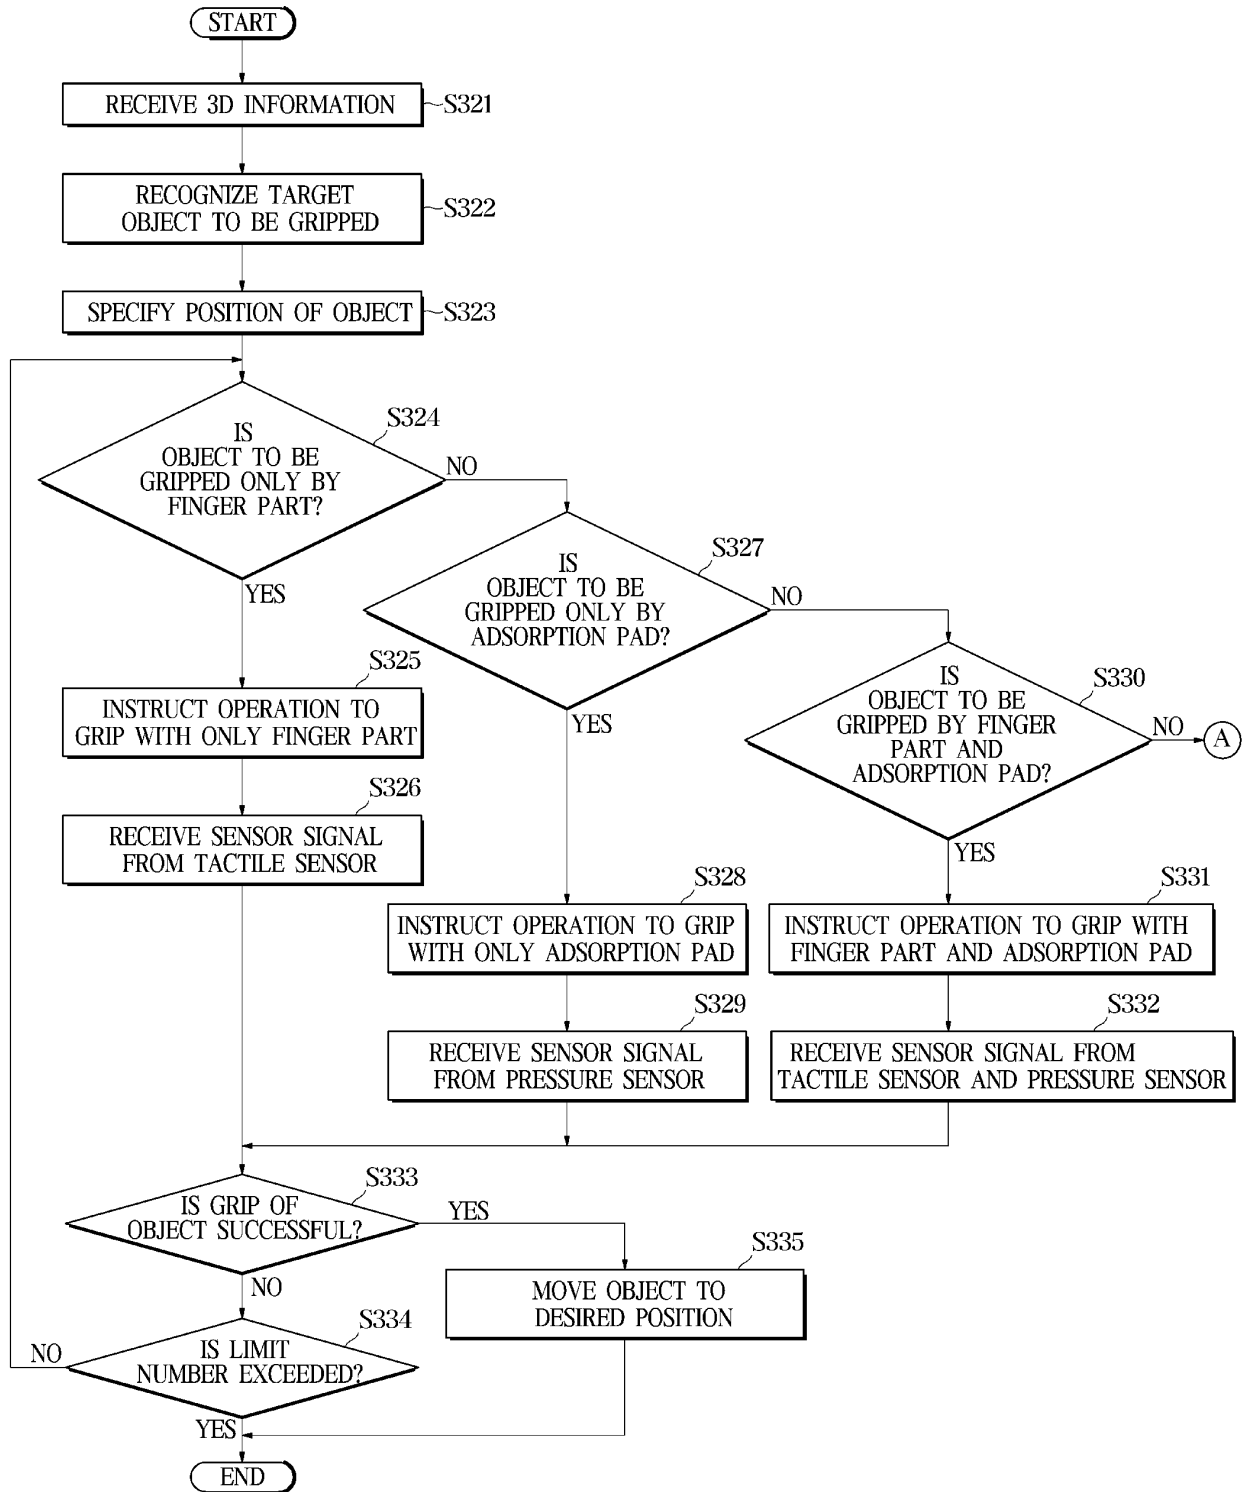 START
RECEIVE 3D INFORMATION
S321
RECOGNIZE TARGET
OBJECT TO BE GRIPPED
S322
SPECIFY POSITION OF OBJECT
S323
IS
OBJECT TO BE
GRIPPED ONLY BY
FINGER PART?
S324
NO
YES
IS
OBJECT TO BE
GRIPPED ONLY BY
ADSORPTION PAD?
S327
NO
YES
IS
OBJECT TO BE
GRIPPED BY FINGER
PART AND
ADSORPTION PAD?
S330
NO
A
YES
S325
INSTRUCT OPERATION TO
GRIP WITH ONLY FINGER PART
S326
RECEIVE SENSOR SIGNAL
FROM TACTILE SENSOR
S328
INSTRUCT OPERATION TO GRIP
WITH ONLY ADSORPTION PAD
S331
INSTRUCT OPERATION TO GRIP WITH
FINGER PART AND ADSORPTION PAD
S329
RECEIVE SENSOR SIGNAL
FROM PRESSURE SENSOR
S332
RECEIVE SENSOR SIGNAL FROM
TACTILE SENSOR AND PRESSURE SENSOR
S333
IS GRIP OF
OBJECT SUCCESSFUL?
YES
NO
S335
MOVE OBJECT TO
DESIRED POSITION
S334
IS LIMIT
NUMBER EXCEEDED?
NO
YES
END